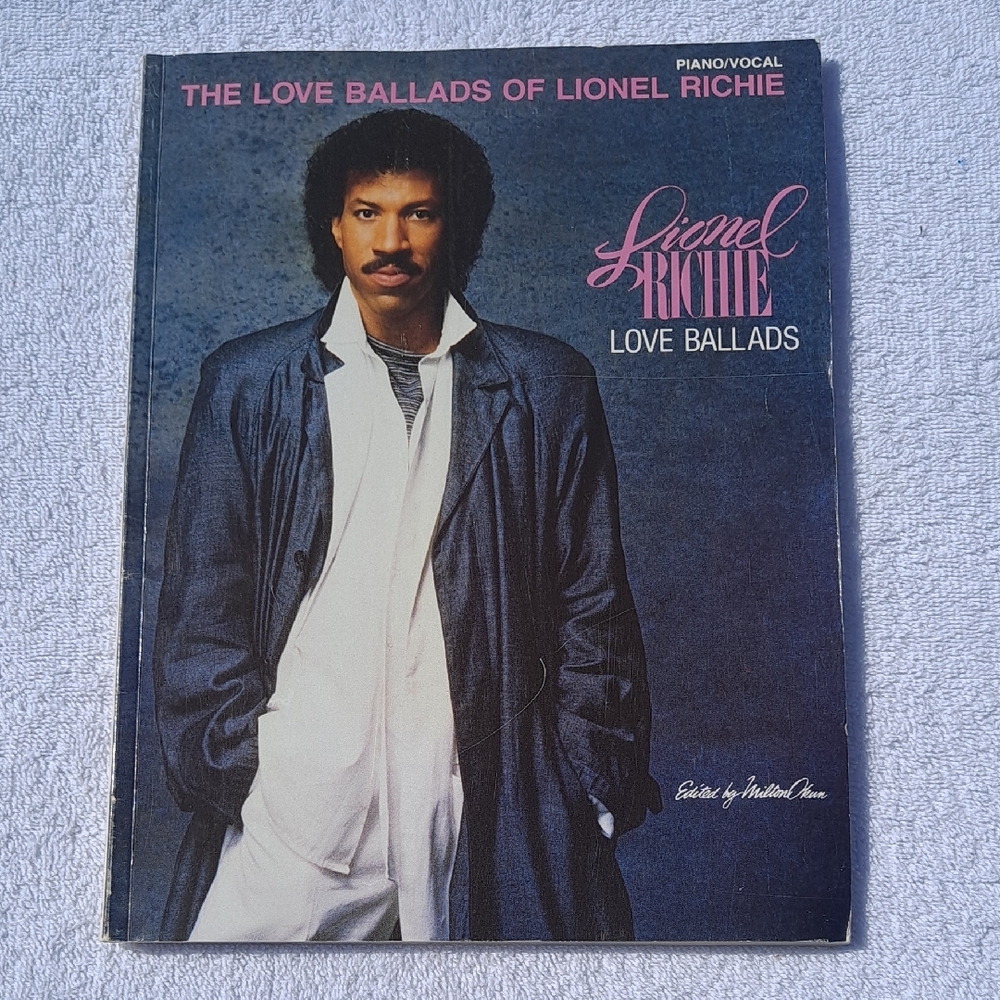 PIANO/VOCAL
THE LOVE BALLADS OF LIONEL RICHIE
Lionel
RICHIE
LOVE BALLADS
Edited by Milton Okun